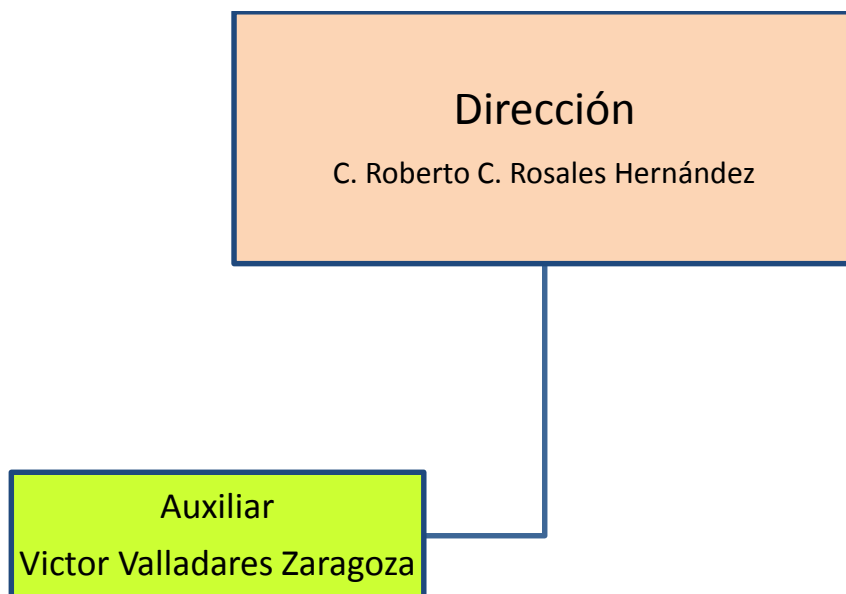 Dirección
C. Roberto C. Rosales Hernández
Auxiliar
Victor Valladares Zaragoza